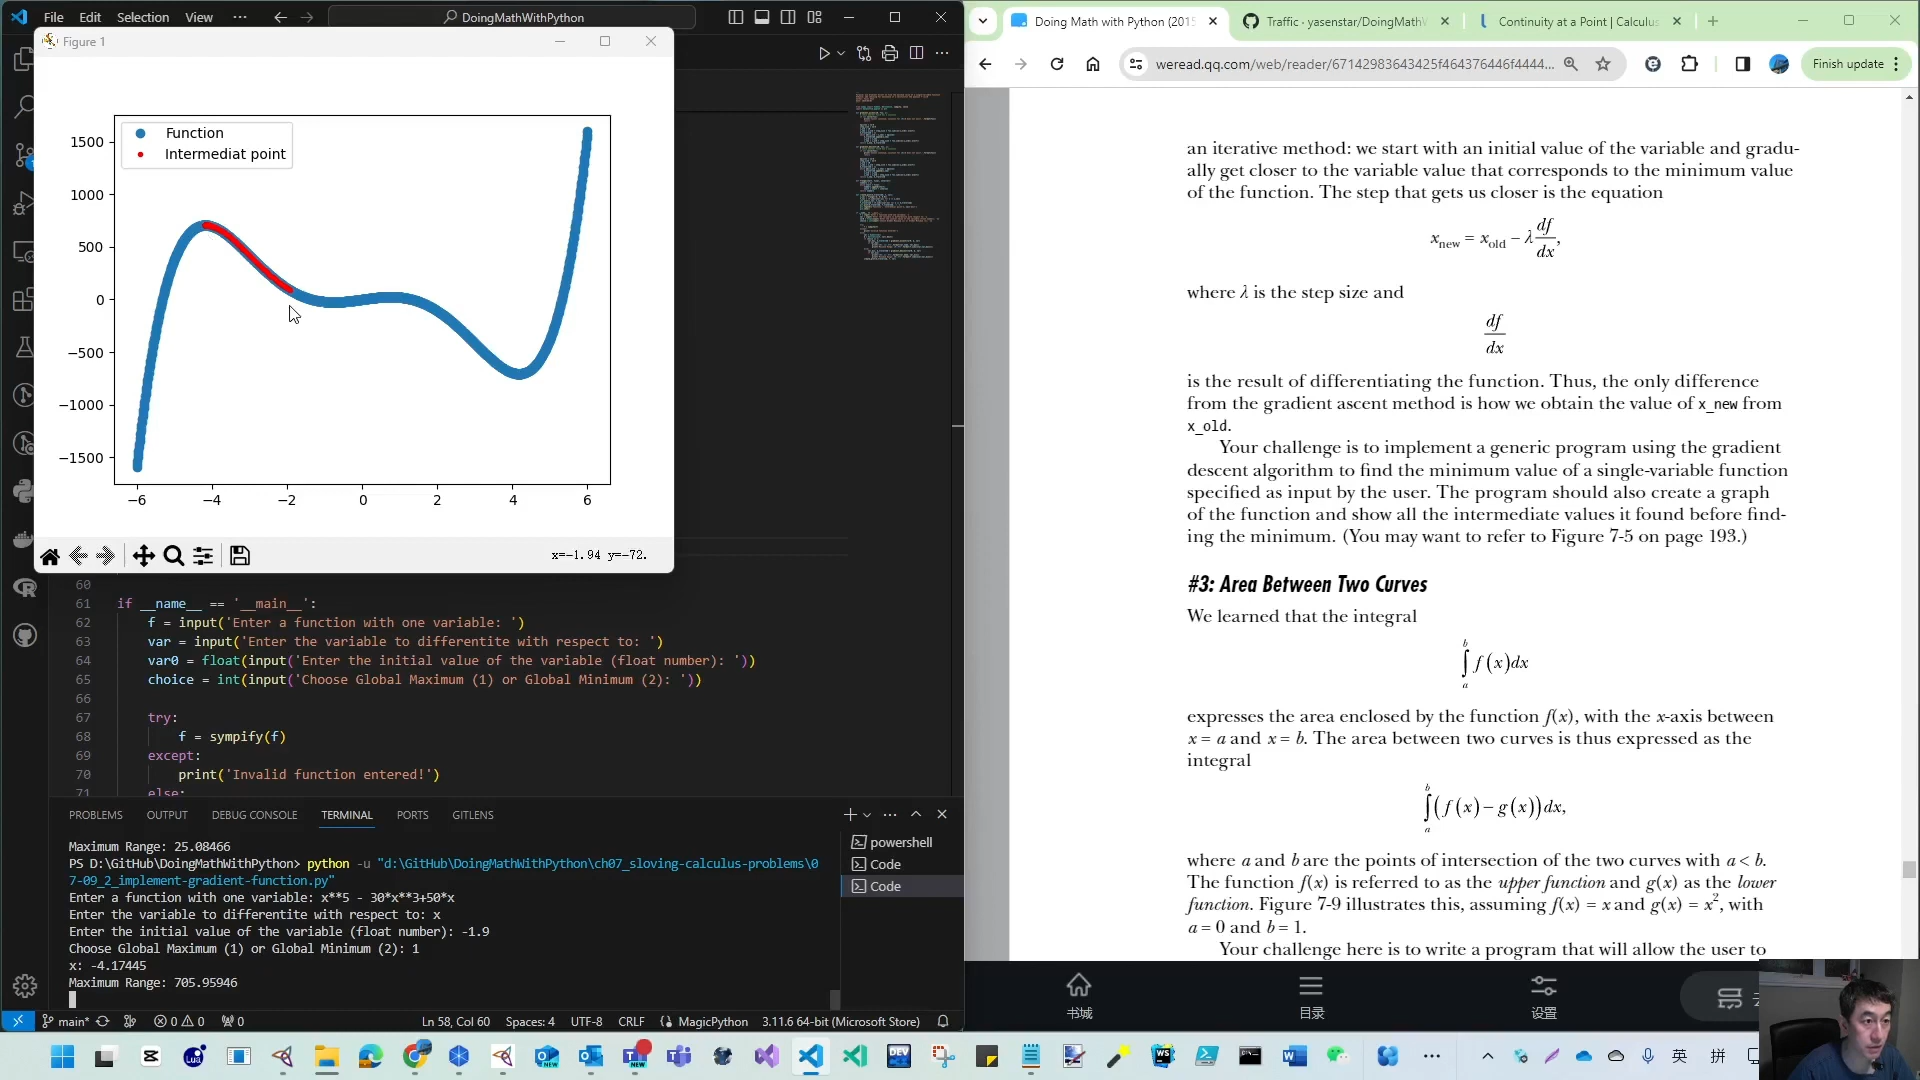 File Edit Selection View ··· DoingMathWithPython
Figure 1
Function
Intermediat point
1500
1000
500
0
−500
−1000
−1500
−6 −4 −2 0 2 4 6
x=-1.94 y=-72.
60
61 if __name__ == '__main__':
62 f = input('Enter a function with one variable: ')
63 var = input('Enter the variable to differentite with respect to: ')
64 var0 = float(input('Enter the initial value of the variable (float number): '))
65 choice = int(input('Choose Global Maximum (1) or Global Minimum (2): '))
66
67 try:
68 f = sympify(f)
69 except:
70 print('Invalid function entered!')
71 else:
PROBLEMS OUTPUT DEBUG CONSOLE TERMINAL PORTS GITLENS
Maximum Range: 25.08466
PS D:\GitHub\DoingMathWithPython> python -u "d:\GitHub\DoingMathWithPython\ch07_sloving-calculus-problems\0
7-09_2_implement-gradient-function.py"
Enter a function with one variable: x**5 - 30*x**3+50*x
Enter the variable to differentite with respect to: x
Enter the initial value of the variable (float number): -1.9
Choose Global Maximum (1) or Global Minimum (2): 1
x: -4.17445
Maximum Range: 705.95946
powershell
Code
Code
main* 0 0 0 Ln 58, Col 60 Spaces: 4 UTF-8 CRLF MagicPython 3.11.6 64-bit (Microsoft Store)
Doing Math with Python (2015 Traffic · yasenstar/DoingMathW Continuity at a Point | Calculus
weread.qq.com/web/reader/67142983643425f464376446f4444... Finish update
an iterative method: we start with an initial value of the variable and gradu-
ally get closer to the variable value that corresponds to the minimum value
of the function. The step that gets us closer is the equation
x_new = x_old − λ df/dx,
where λ is the step size and
df/dx
is the result of differentiating the function. Thus, the only difference
from the gradient ascent method is how we obtain the value of x_new from
x_old.
Your challenge is to implement a generic program using the gradient
descent algorithm to find the minimum value of a single-variable function
specified as input by the user. The program should also create a graph
of the function and show all the intermediate values it found before find-
ing the minimum. (You may want to refer to Figure 7-5 on page 193.)
#3: Area Between Two Curves
We learned that the integral
∫_a^b f(x)dx
expresses the area enclosed by the function f(x), with the x-axis between
x = a and x = b. The area between two curves is thus expressed as the
integral
∫_a^b (f(x) − g(x))dx,
where a and b are the points of intersection of the two curves with a < b.
The function f(x) is referred to as the upper function and g(x) as the lower
function. Figure 7-9 illustrates this, assuming f(x) = x and g(x) = x², with
a = 0 and b = 1.
Your challenge here is to write a program that will allow the user to
书城 目录 设置
英 拼